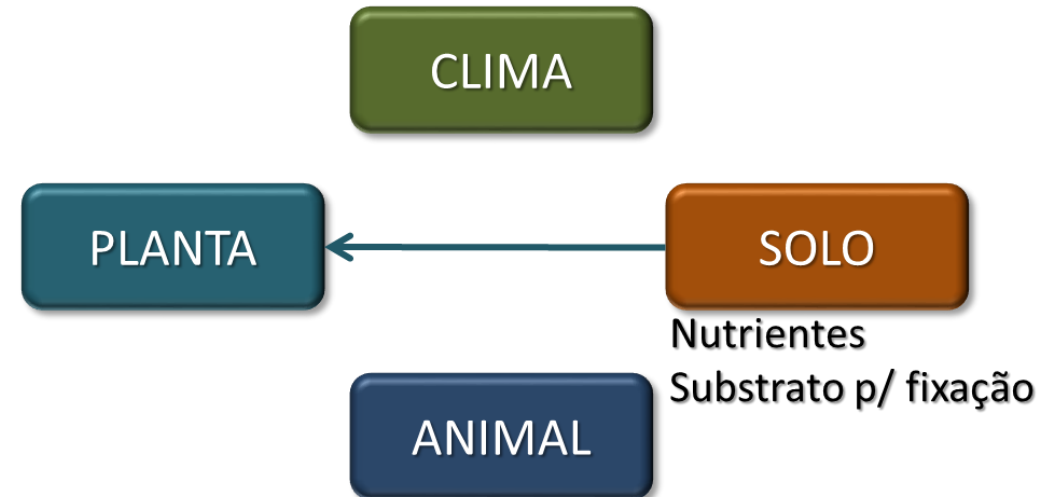 CLIMA
PLANTA
SOLO
Nutrientes
Substrato p/ fixação
ANIMAL